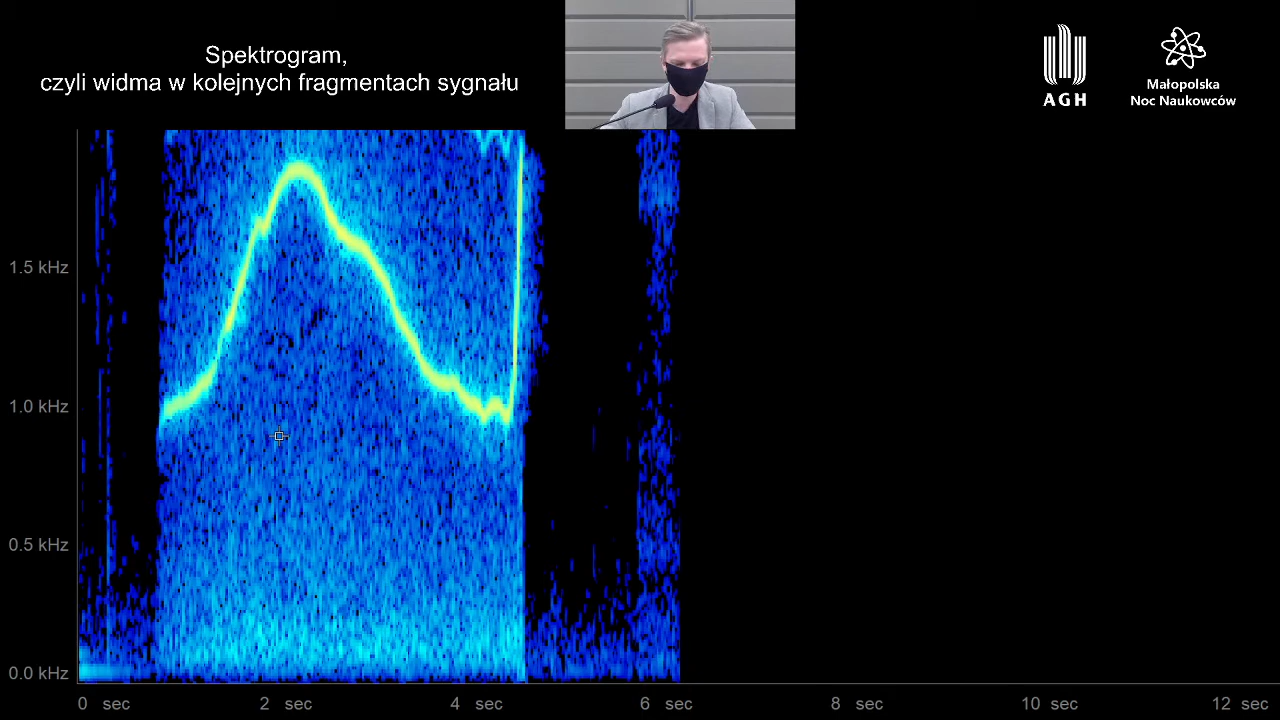 Spektrogram,
czyli widma w kolejnych fragmentach sygnału
AGH
Małopolska
Noc Naukowców
1.5 kHz
1.0 kHz
0.5 kHz
0.0 kHz
0 sec 2 sec 4 sec 6 sec 8 sec 10 sec 12 sec